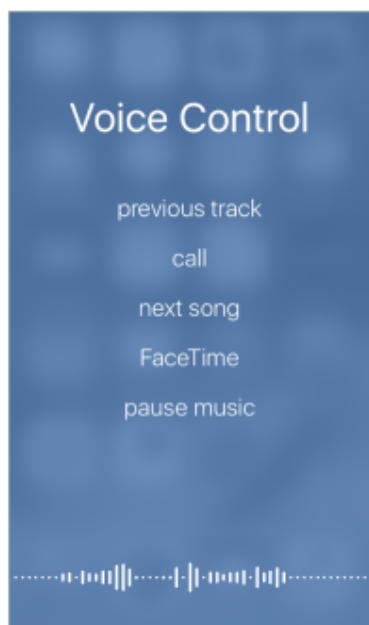 Voice Control
previous track
call
next song
FaceTime
pause music